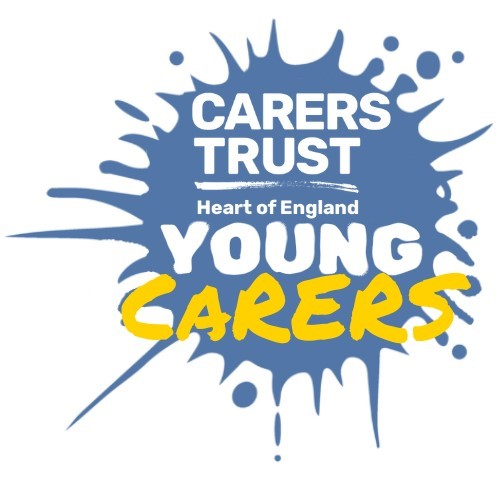 CARERS
TRUST
Heart of England
YOUNG
CARERS